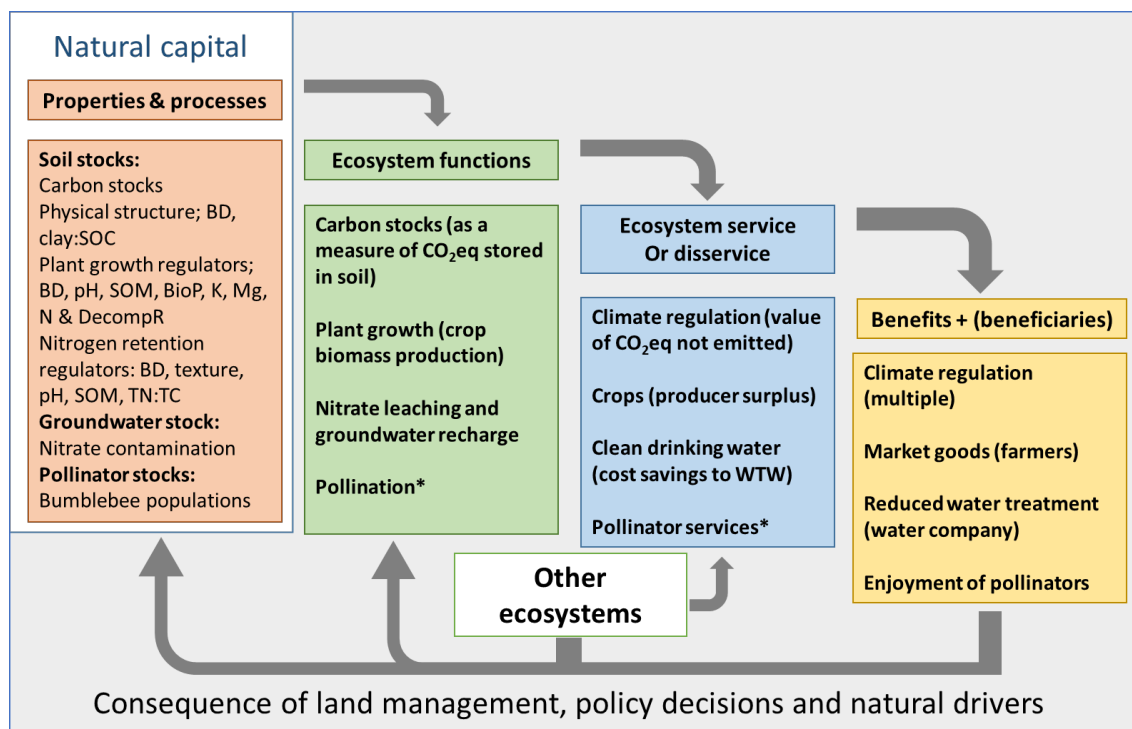 Natural capital
Properties & processes
Soil stocks:
Carbon stocks
Physical structure; BD,
clay:SOC
Plant growth regulators;
BD, pH, SOM, BioP, K, Mg,
N & DecompR
Nitrogen retention
regulators: BD, texture,
pH, SOM, TN:TC
Groundwater stock:
Nitrate contamination
Pollinator stocks:
Bumblebee populations
Ecosystem functions
Carbon stocks (as a
measure of CO₂eq stored
in soil)
Plant growth (crop
biomass production)
Nitrate leaching and
groundwater recharge
Pollination*
Ecosystem service
Or disservice
Climate regulation (value
of CO₂eq not emitted)
Crops (producer surplus)
Clean drinking water
(cost savings to WTW)
Pollinator services*
Benefits + (beneficiaries)
Climate regulation
(multiple)
Market goods (farmers)
Reduced water treatment
(water company)
Enjoyment of pollinators
Other
ecosystems
Consequence of land management, policy decisions and natural drivers